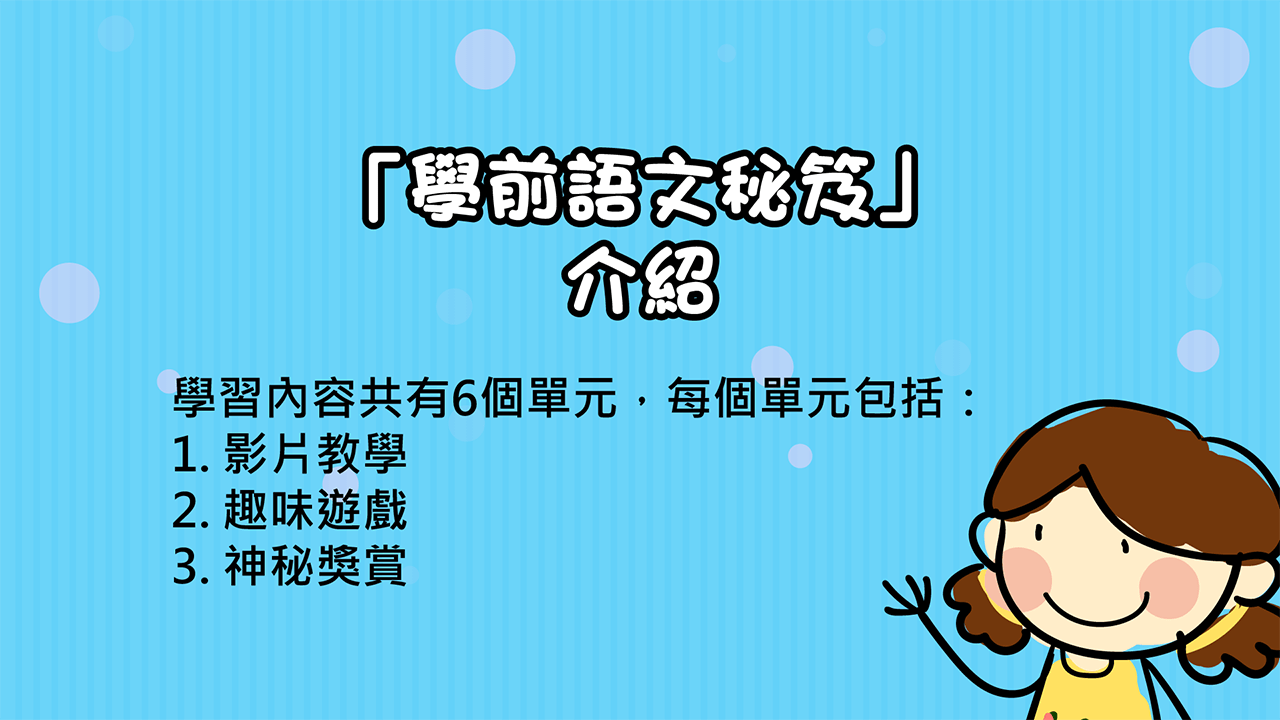 「學前語文秘笈」
介紹
學習內容共有6個單元，每個單元包括：
1. 影片教學
2. 趣味遊戲
3. 神秘獎賞